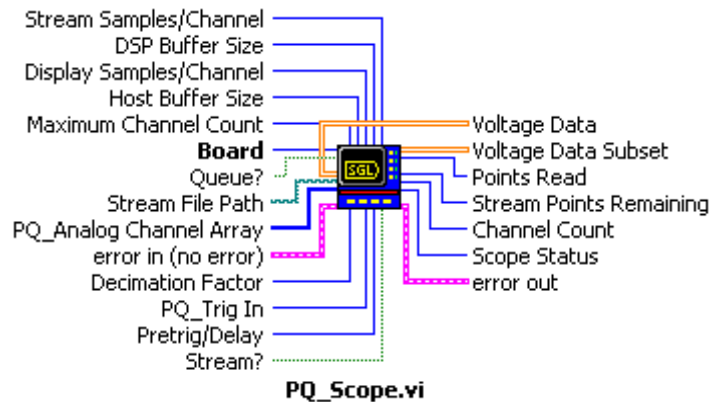 Stream Samples/Channel
DSP Buffer Size
Display Samples/Channel
Host Buffer Size
Maximum Channel Count
Board
Queue?
Stream File Path
PQ_Analog Channel Array
error in (no error)
Decimation Factor
PQ_Trig In
Pretrig/Delay
Stream?
SGL
Voltage Data
Voltage Data Subset
Points Read
Stream Points Remaining
Channel Count
Scope Status
error out
PQ_Scope.vi